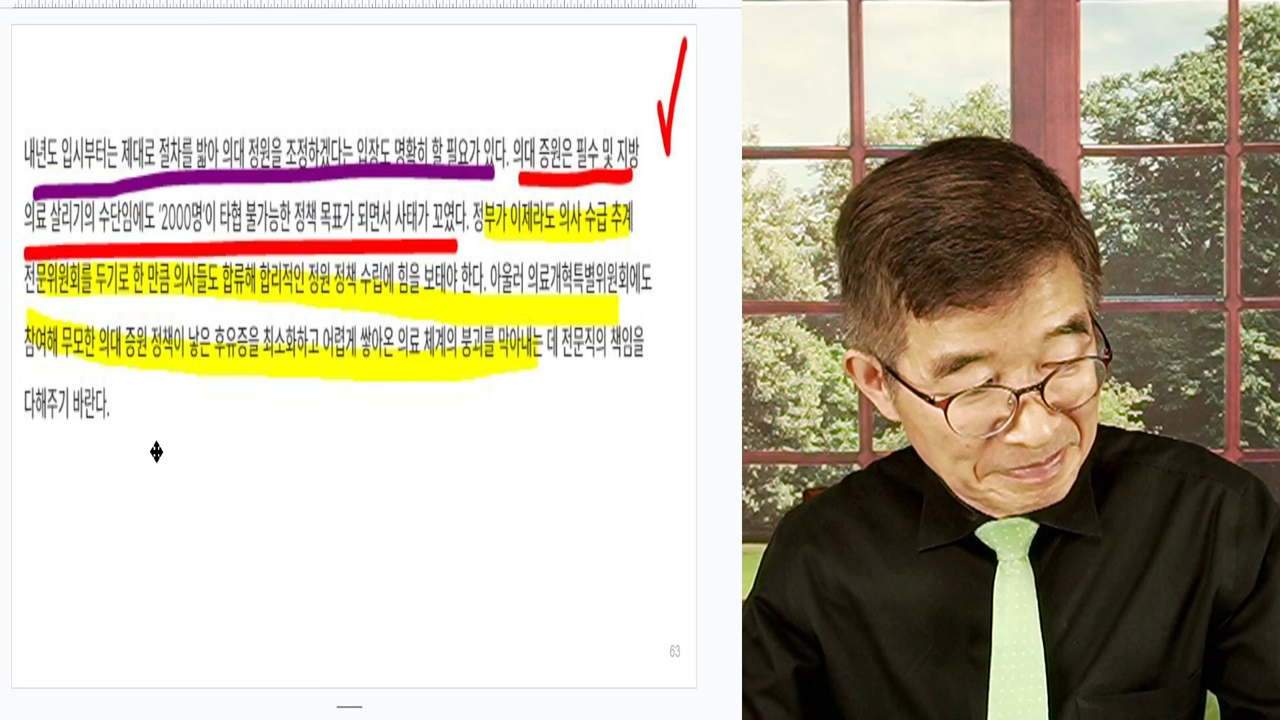 내년도 입시부터는 제대로 절차를 밟아 의대 정원을 조정하겠다는 입장도 명확히 할 필요가 있다. 의대 증원은 필수 및 지방
의료 살리기의 수단임에도 '2000명'이 타협 불가능한 정책 목표가 되면서 사태가 꼬였다. 정부가 이제라도 의사 수급 추계
전문위원회를 두기로 한 만큼 의사들도 합류해 합리적인 정원 정책 수립에 힘을 보태야 한다. 아울러 의료개혁특별위원회에도
참여해 무모한 의대 증원 정책이 낳은 후유증을 최소화하고 어렵게 쌓아온 의료 체계의 붕괴를 막아내는 데 전문직의 책임을
다해주기 바란다.
63